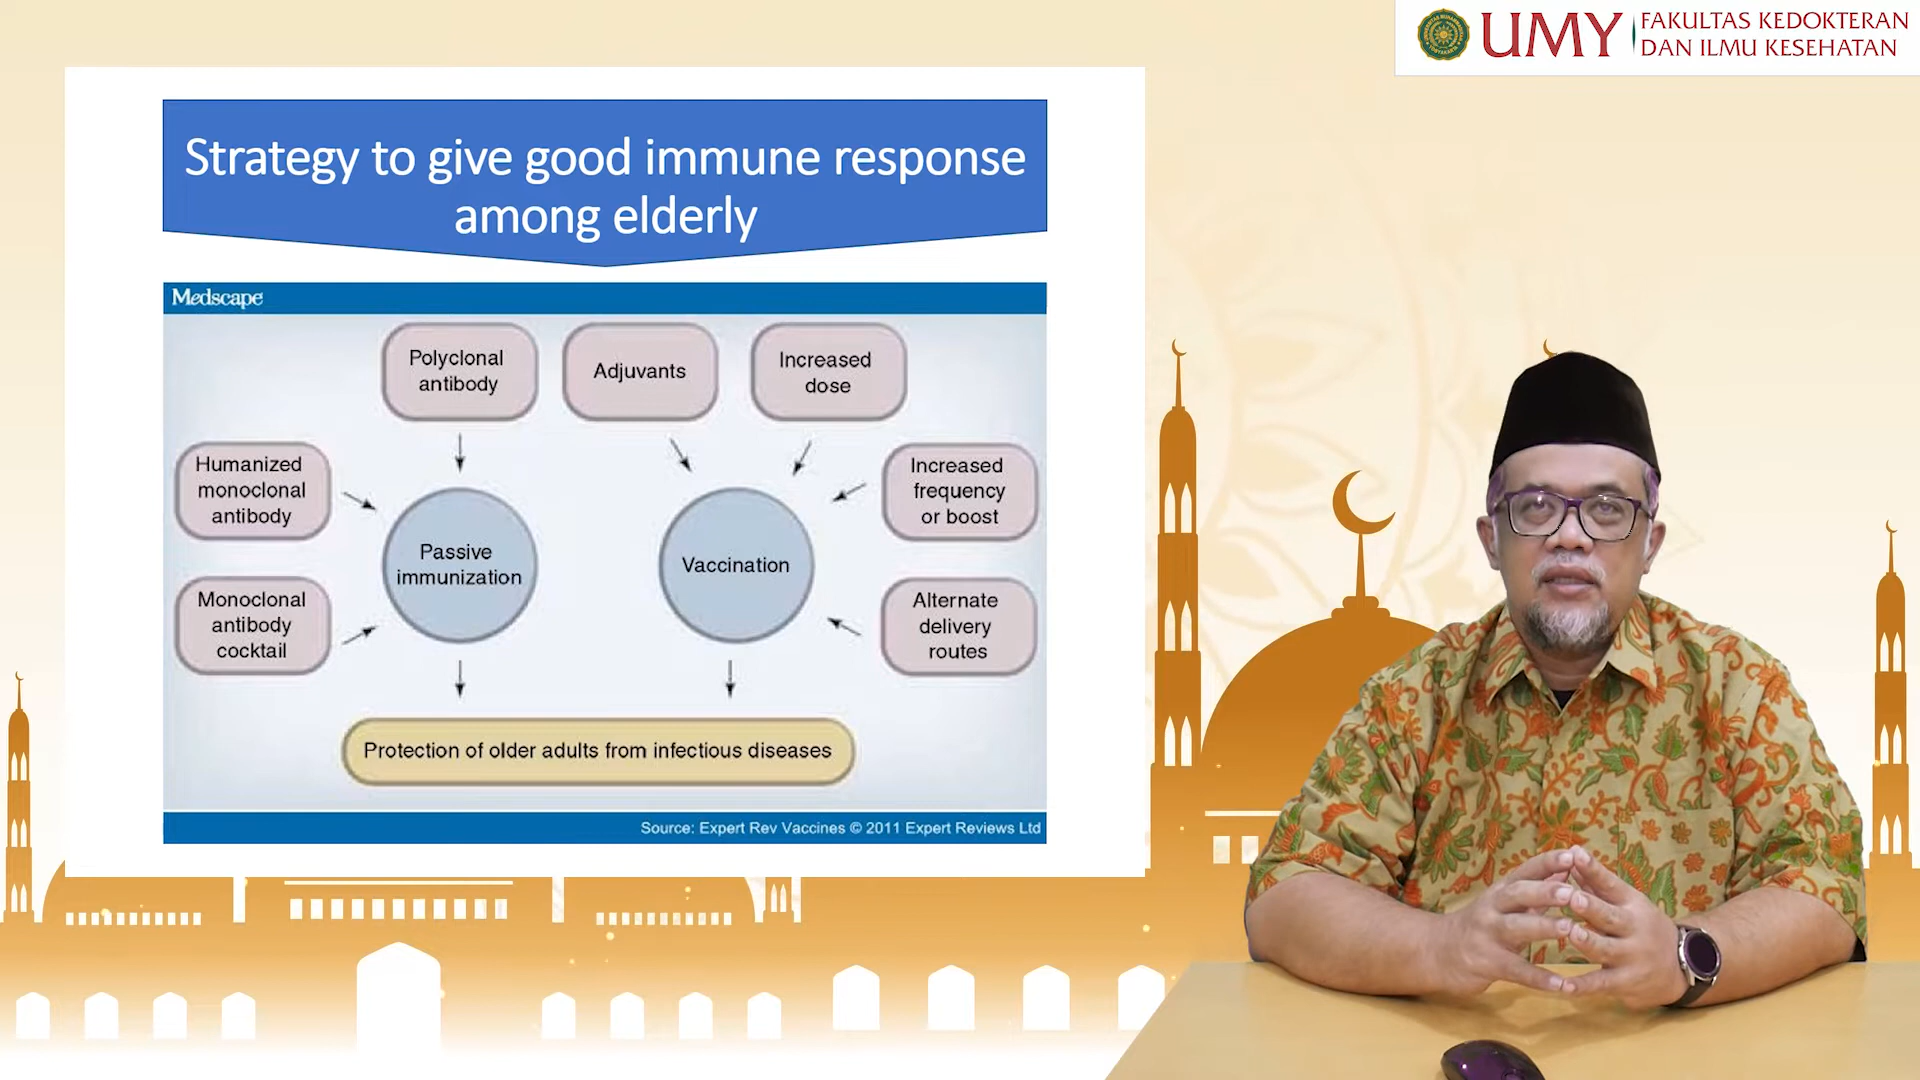 UMY
FAKULTAS KEDOKTERAN
DAN ILMU KESEHATAN
Strategy to give good immune response
among elderly
Medscape
Polyclonal
antibody
Adjuvants
Increased
dose
Humanized
monoclonal
antibody
Increased
frequency
or boost
Passive
immunization
Vaccination
Monoclonal
antibody
cocktail
Alternate
delivery
routes
Protection of older adults from infectious diseases
Source: Expert Rev Vaccines © 2011 Expert Reviews Ltd